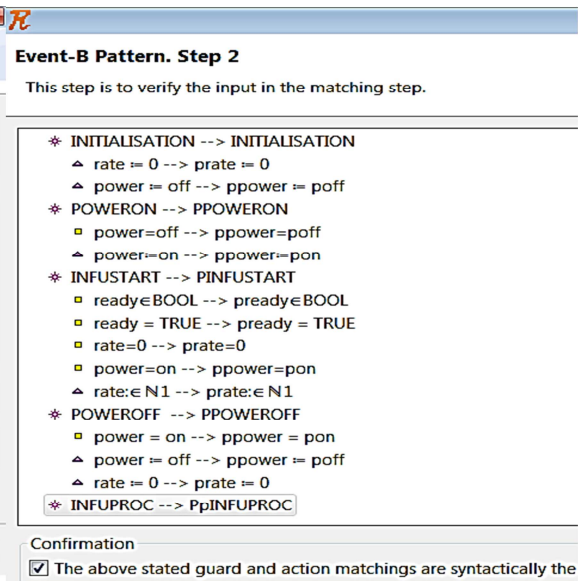 Event-B Pattern. Step 2
This step is to verify the input in the matching step.
INITIALISATION --> INITIALISATION
rate ≔ 0 --> prate ≔ 0
power ≔ off --> ppower ≔ poff
POWERON --> PPOWERON
power=off --> ppower=poff
power≔on --> ppower≔pon
INFUSTART --> PINFUSTART
ready∈BOOL --> pready∈BOOL
ready = TRUE --> pready = TRUE
rate=0 --> prate=0
power=on --> ppower=pon
rate:∈ ℕ1 --> prate:∈ ℕ1
POWEROFF --> PPOWEROFF
power = on --> ppower = pon
power ≔ off --> ppower ≔ poff
rate ≔ 0 --> prate ≔ 0
INFUPROC --> PpINFUPROC
Confirmation
The above stated guard and action matchings are syntactically the